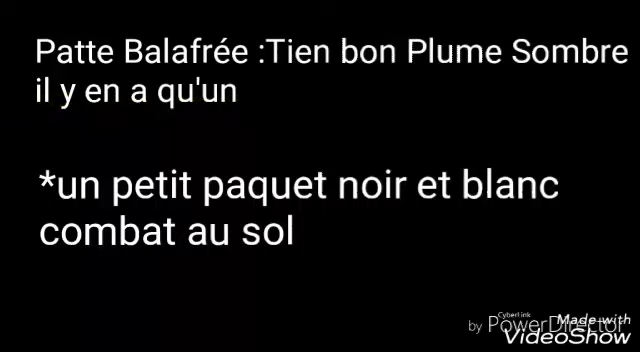 Patte Balafrée :Tien bon Plume Sombre
il y en a qu'un
*un petit paquet noir et blanc
combat au sol
CyberLink
by PowerDirector
Made with
VideoShow